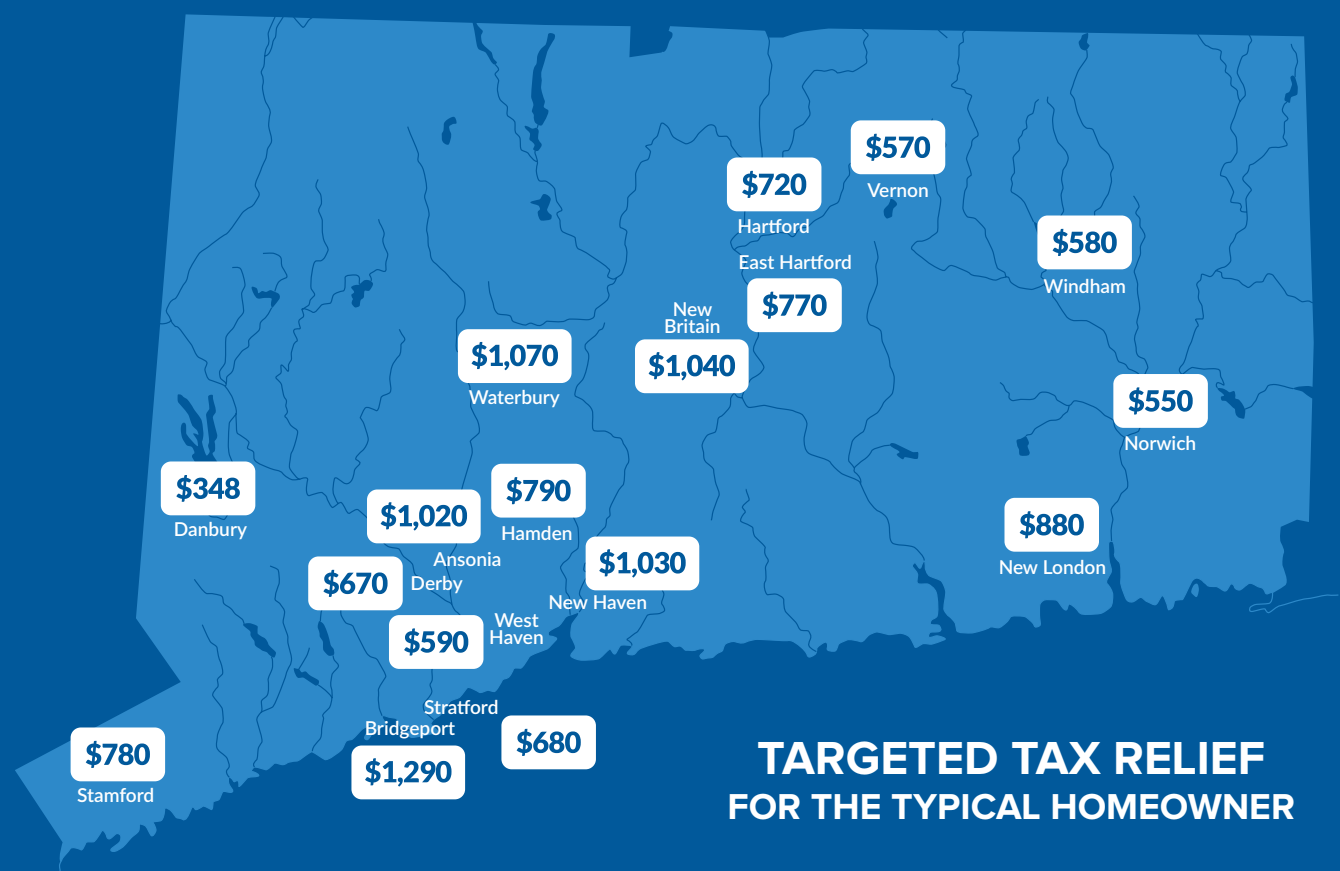 $570
Vernon
$720
Hartford
East Hartford
$770
$580
Windham
New
Britain
$1,040
$1,070
Waterbury
$550
Norwich
$348
Danbury
$790
Hamden
$1,020
Ansonia
$880
New London
$1,030
New Haven
$670
Derby
$590
West
Haven
Stratford
$680
Bridgeport
$1,290
$780
Stamford
TARGETED TAX RELIEF
FOR THE TYPICAL HOMEOWNER